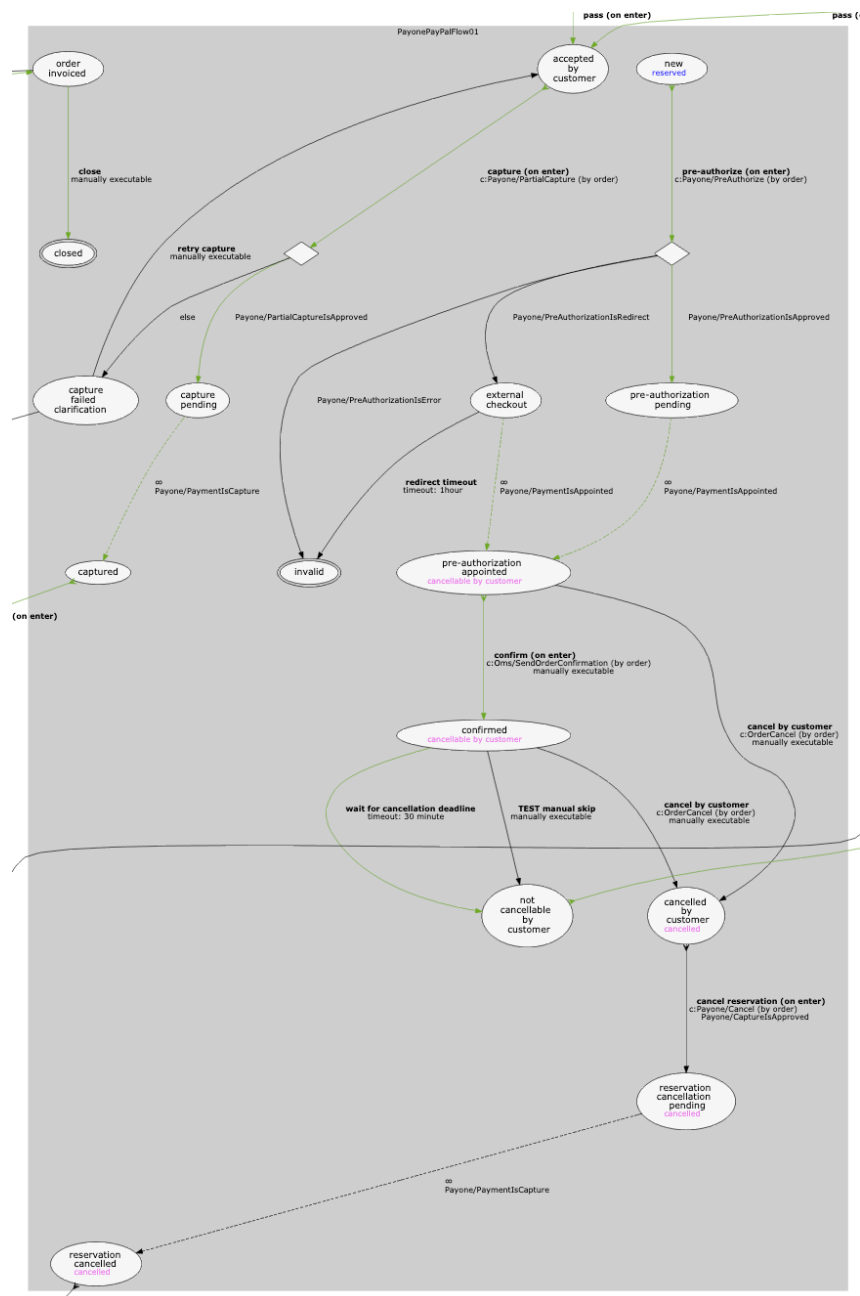 pass (on enter)
pass (
PayonePayPalFlow01
order
invoiced
accepted
by
customer
new
reserved
close
manually executable
capture (on enter)
c:Payone/PartialCapture (by order)
pre-authorize (on enter)
c:Payone/PreAuthorize (by order)
closed
retry capture
manually executable
else
Payone/PartialCaptureIsApproved
Payone/PreAuthorizationIsRedirect
Payone/PreAuthorizationIsApproved
capture
failed
clarification
capture
pending
Payone/PreAuthorizationIsError
external
checkout
pre-authorization
pending
∞
Payone/PaymentIsCapture
redirect timeout
timeout: 1hour
∞
Payone/PaymentIsAppointed
∞
Payone/PaymentIsAppointed
captured
invalid
pre-authorization
appointed
cancellable by customer
(on enter)
confirm (on enter)
c:Oms/SendOrderConfirmation (by order)
manually executable
confirmed
cancellable by customer
cancel by customer
c:OrderCancel (by order)
manually executable
wait for cancellation deadline
timeout: 30 minute
TEST manual skip
manually executable
cancel by customer
c:OrderCancel (by order)
manually executable
not
cancellable
by
customer
cancelled
by
customer
cancelled
cancel reservation (on enter)
c:Payone/Cancel (by order)
Payone/CaptureIsApproved
reservation
cancellation
pending
cancelled
∞
Payone/PaymentIsCapture
reservation
cancelled
cancelled